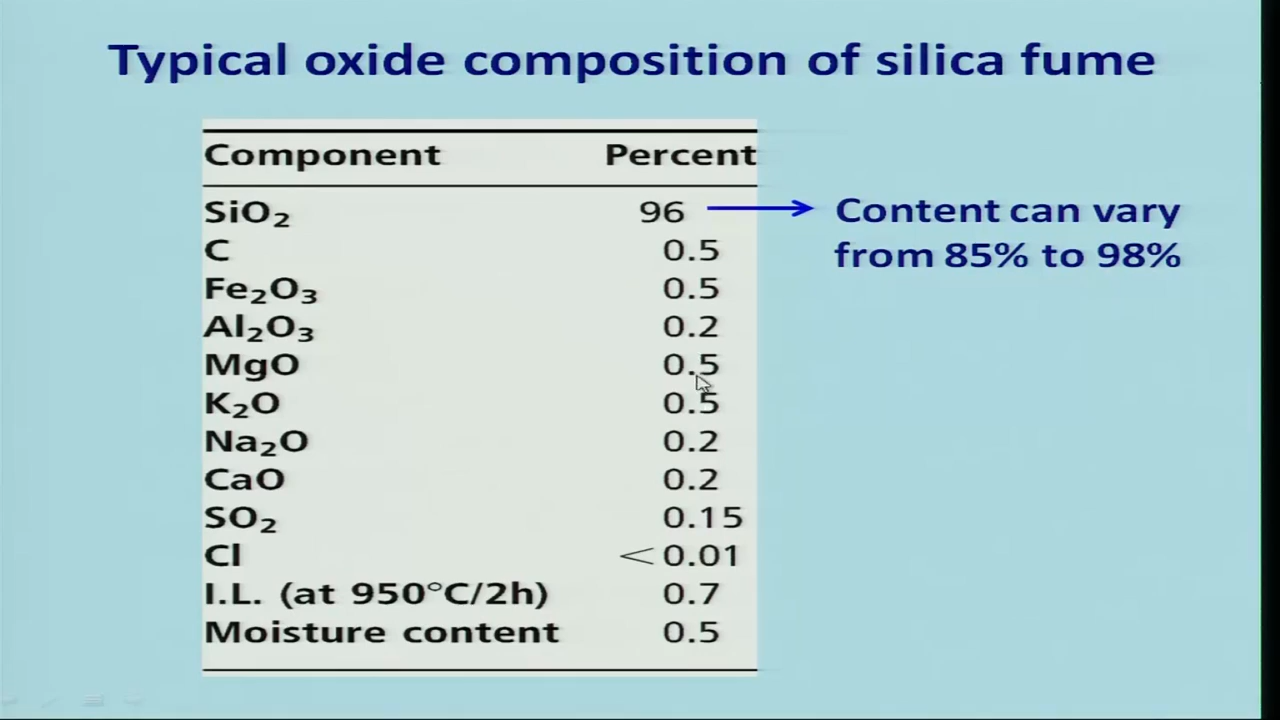 Typical oxide composition of silica fume
Component Percent
SiO₂ 96 Content can vary
from 85% to 98%
C 0.5
Fe₂O₃ 0.5
Al₂O₃ 0.2
MgO 0.5
K₂O 0.5
Na₂O 0.2
CaO 0.2
SO₂ 0.15
Cl <0.01
I.L. (at 950°C/2h) 0.7
Moisture content 0.5